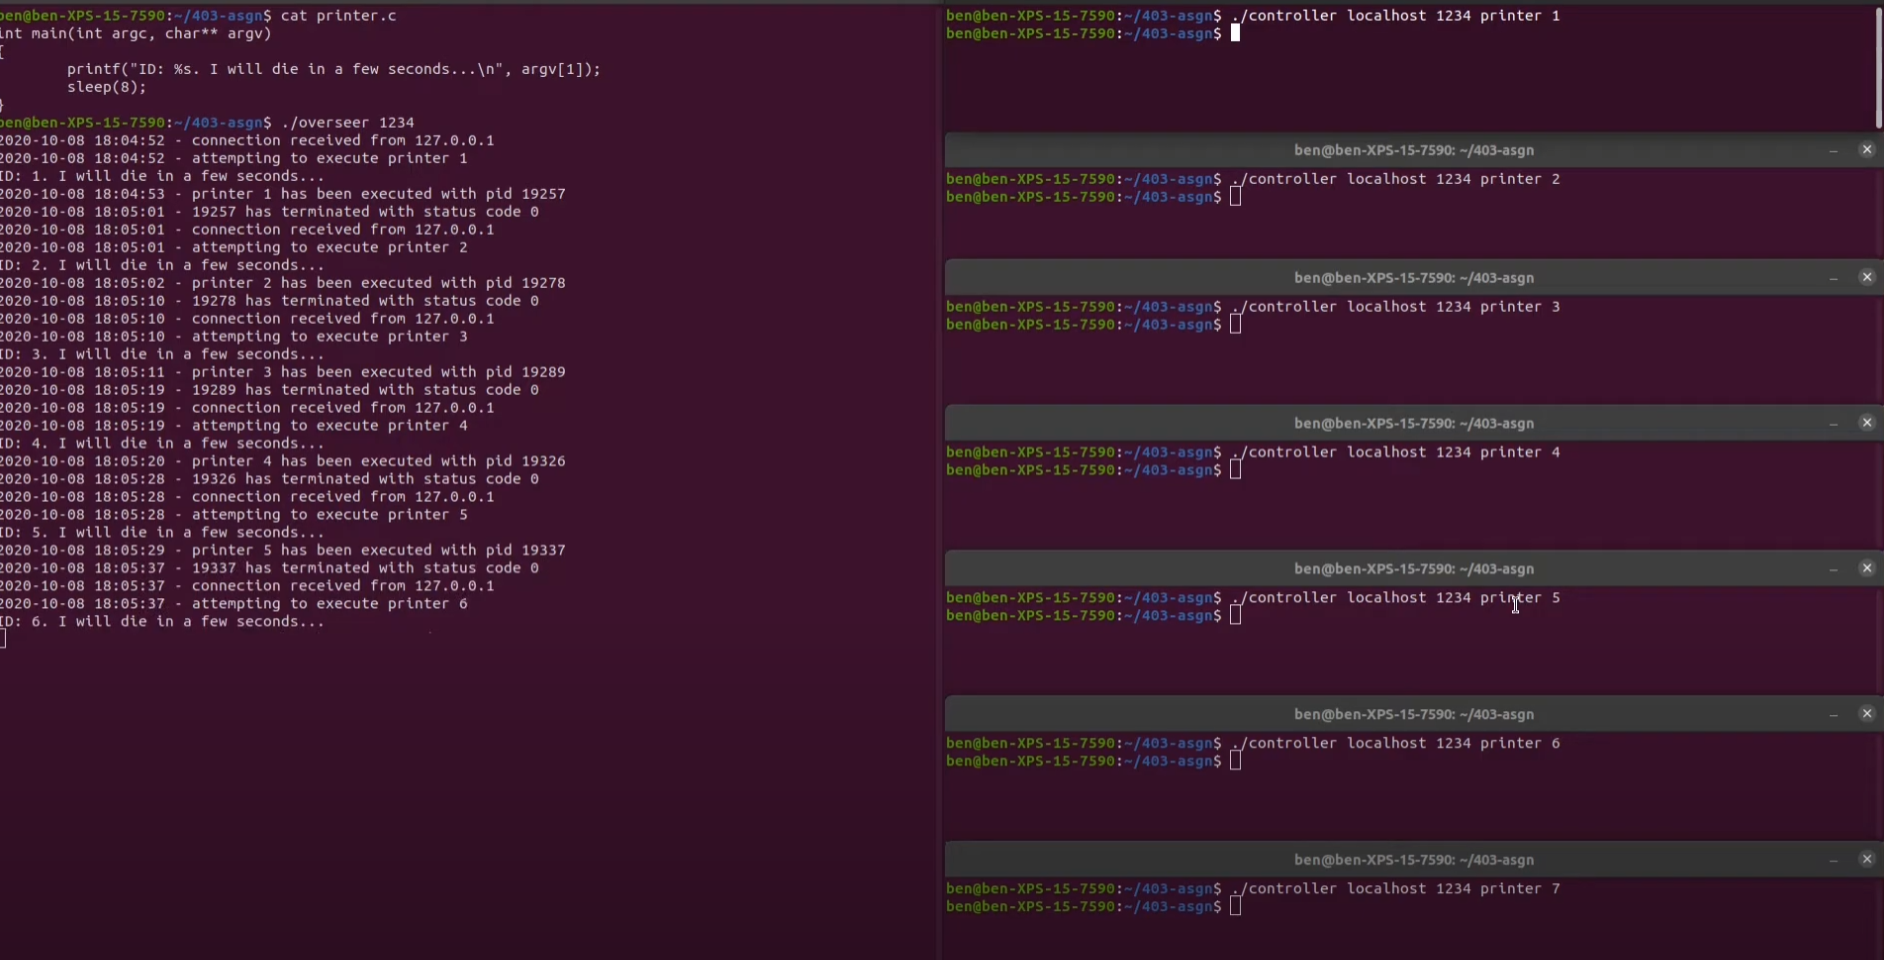 ben@ben-XPS-15-7590:~/403-asgn$ cat printer.c
int main(int argc, char** argv)
{
        printf("ID: %s. I will die in a few seconds...\n", argv[1]);
        sleep(8);
}
ben@ben-XPS-15-7590:~/403-asgn$ ./overseer 1234
2020-10-08 18:04:52 - connection received from 127.0.0.1
2020-10-08 18:04:52 - attempting to execute printer 1
ID: 1. I will die in a few seconds...
2020-10-08 18:04:53 - printer 1 has been executed with pid 19257
2020-10-08 18:05:01 - 19257 has terminated with status code 0
2020-10-08 18:05:01 - connection received from 127.0.0.1
2020-10-08 18:05:01 - attempting to execute printer 2
ID: 2. I will die in a few seconds...
2020-10-08 18:05:02 - printer 2 has been executed with pid 19278
2020-10-08 18:05:10 - 19278 has terminated with status code 0
2020-10-08 18:05:10 - connection received from 127.0.0.1
2020-10-08 18:05:10 - attempting to execute printer 3
ID: 3. I will die in a few seconds...
2020-10-08 18:05:11 - printer 3 has been executed with pid 19289
2020-10-08 18:05:19 - 19289 has terminated with status code 0
2020-10-08 18:05:19 - connection received from 127.0.0.1
2020-10-08 18:05:19 - attempting to execute printer 4
ID: 4. I will die in a few seconds...
2020-10-08 18:05:20 - printer 4 has been executed with pid 19326
2020-10-08 18:05:28 - 19326 has terminated with status code 0
2020-10-08 18:05:28 - connection received from 127.0.0.1
2020-10-08 18:05:28 - attempting to execute printer 5
ID: 5. I will die in a few seconds...
2020-10-08 18:05:29 - printer 5 has been executed with pid 19337
2020-10-08 18:05:37 - 19337 has terminated with status code 0
2020-10-08 18:05:37 - connection received from 127.0.0.1
2020-10-08 18:05:37 - attempting to execute printer 6
ID: 6. I will die in a few seconds...
ben@ben-XPS-15-7590:~/403-asgn$ ./controller localhost 1234 printer 1
ben@ben-XPS-15-7590:~/403-asgn$
ben@ben-XPS-15-7590: ~/403-asgn
ben@ben-XPS-15-7590:~/403-asgn$ ./controller localhost 1234 printer 2
ben@ben-XPS-15-7590:~/403-asgn$
ben@ben-XPS-15-7590: ~/403-asgn
ben@ben-XPS-15-7590:~/403-asgn$ ./controller localhost 1234 printer 3
ben@ben-XPS-15-7590:~/403-asgn$
ben@ben-XPS-15-7590: ~/403-asgn
ben@ben-XPS-15-7590:~/403-asgn$ ./controller localhost 1234 printer 4
ben@ben-XPS-15-7590:~/403-asgn$
ben@ben-XPS-15-7590: ~/403-asgn
ben@ben-XPS-15-7590:~/403-asgn$ ./controller localhost 1234 printer 5
ben@ben-XPS-15-7590:~/403-asgn$
ben@ben-XPS-15-7590: ~/403-asgn
ben@ben-XPS-15-7590:~/403-asgn$ ./controller localhost 1234 printer 6
ben@ben-XPS-15-7590:~/403-asgn$
ben@ben-XPS-15-7590: ~/403-asgn
ben@ben-XPS-15-7590:~/403-asgn$ ./controller localhost 1234 printer 7
ben@ben-XPS-15-7590:~/403-asgn$